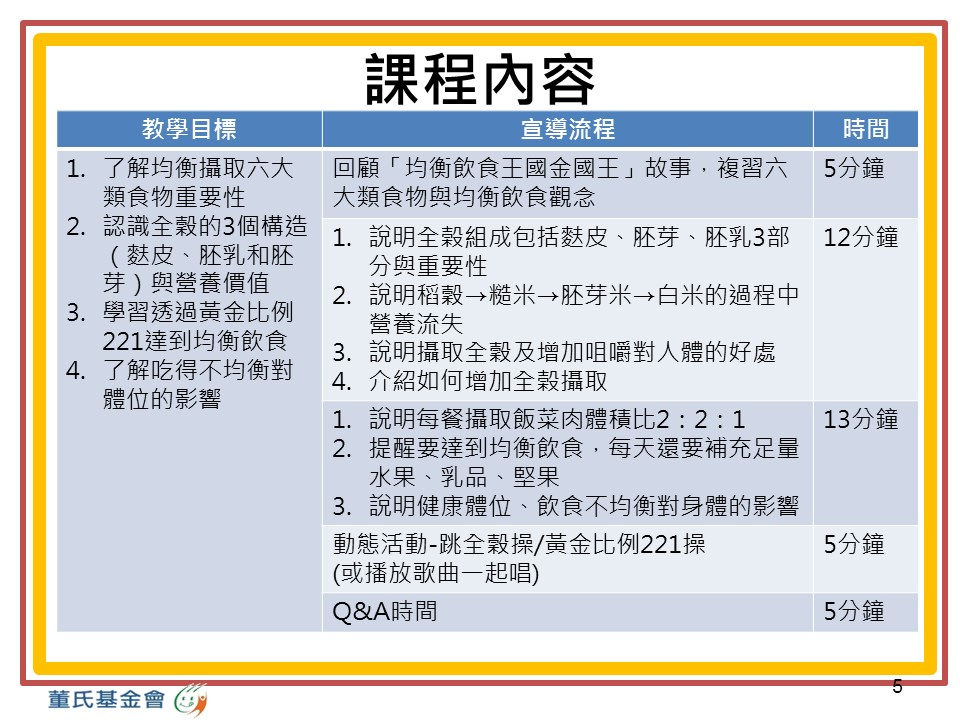 課程內容
教學目標
宣導流程
時間
1. 了解均衡攝取六大
類食物重要性
2. 認識全穀的3個構造
（麩皮、胚乳和胚
芽）與營養價值
3. 學習透過黃金比例
221達到均衡飲食
4. 了解吃得不均衡對
體位的影響
回顧「均衡飲食王國金國王」故事，複習六
大類食物與均衡飲食觀念
5分鐘
1. 說明全穀組成包括麩皮、胚芽、胚乳3部
分與重要性
2. 說明稻穀→糙米→胚芽米→白米的過程中
營養流失
3. 說明攝取全穀及增加咀嚼對人體的好處
4. 介紹如何增加全穀攝取
12分鐘
1. 說明每餐攝取飯菜肉體積比2：2：1
2. 提醒要達到均衡飲食，每天還要補充足量
水果、乳品、堅果
3. 說明健康體位、飲食不均衡對身體的影響
13分鐘
動態活動-跳全穀操/黃金比例221操
(或播放歌曲一起唱)
5分鐘
Q&A時間
5分鐘
董氏基金會
5